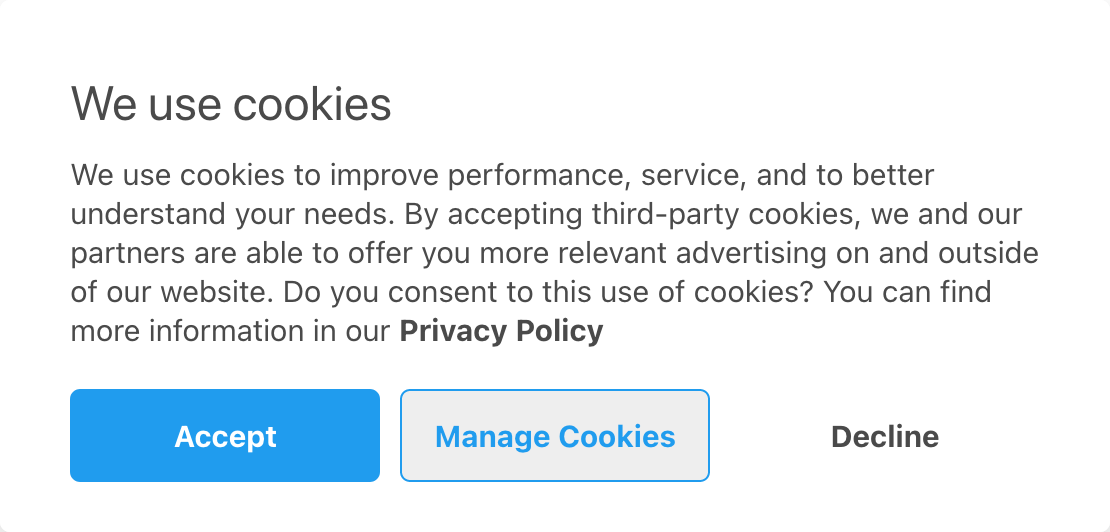 We use cookies
We use cookies to improve performance, service, and to better
understand your needs. By accepting third-party cookies, we and our
partners are able to offer you more relevant advertising on and outside
of our website. Do you consent to this use of cookies? You can find
more information in our Privacy Policy
Accept
Manage Cookies
Decline